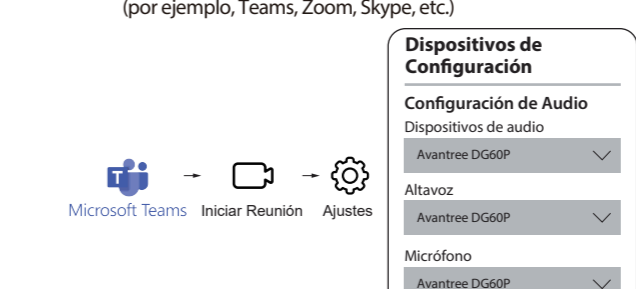 (por ejemplo, Teams, Zoom, Skype, etc.)
Dispositivos de
Configuración
Configuración de Audio
Dispositivos de audio
Avantree DG60P
Altavoz
Avantree DG60P
Micrófono
Avantree DG60P
Microsoft Teams
Iniciar Reunión
Ajustes